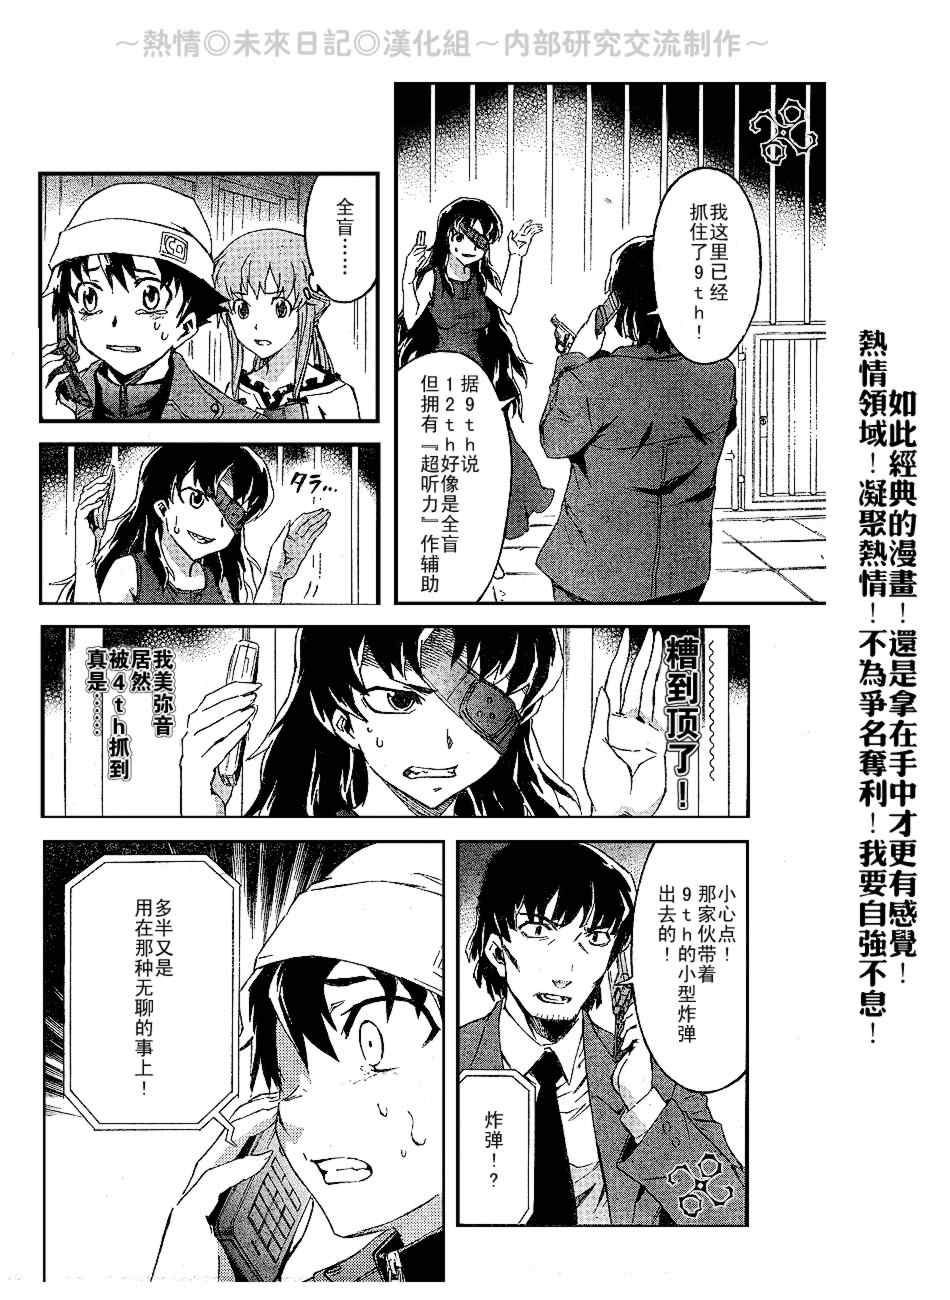 ～熱情◎未來日記◎漢化組～内部研究交流制作～
我这里已经
抓住了9th！
据9th说
12th好像是全盲
但拥有『超听力』作辅助
全盲……
タラ…
糟到顶了！
我美弥音
居然
被4th抓到
真是……
小心点！
那家伙带着
9th的小型炸弹
出去的！
炸弹！?
多半又是
用在那种无聊的事上！
如此經典的漫畫！還是拿在手中才更有感覺！
熱情領域！凝聚熱情！不為爭名奪利！我要自強不息！